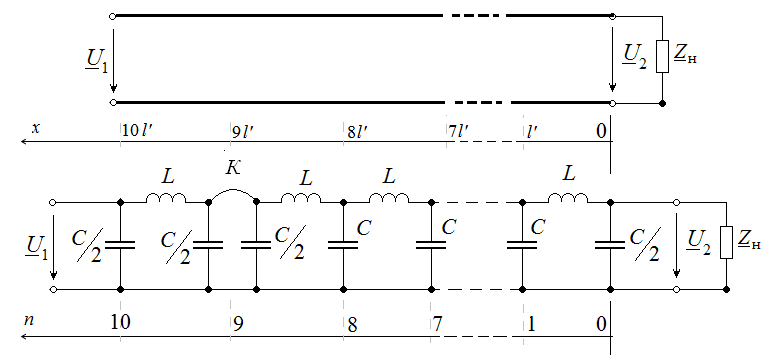 U₁ U₂ Zн
x 10l′ 9l′ 8l′ 7l′ l′ 0
L K L L L
U₁ C/2 C/2 C/2 C C C C/2 U₂ Zн
n 10 9 8 7 1 0